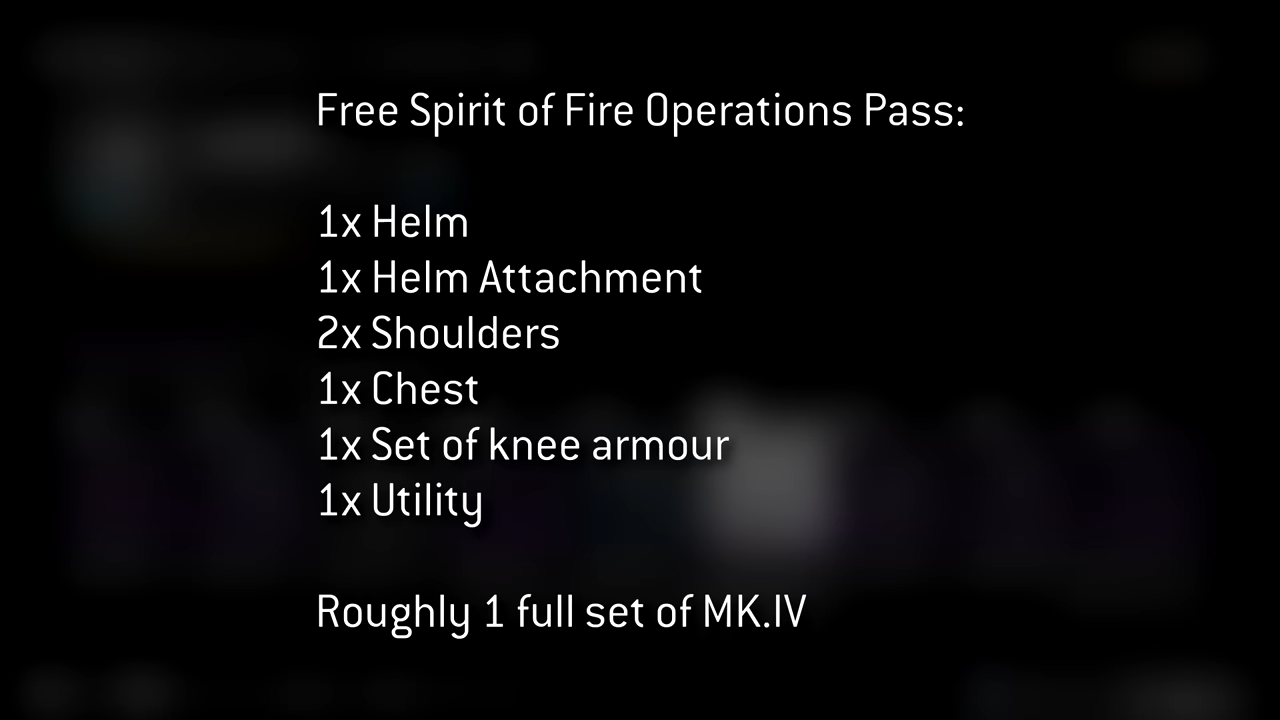 Free Spirit of Fire Operations Pass:
1x Helm
1x Helm Attachment
2x Shoulders
1x Chest
1x Set of knee armour
1x Utility
Roughly 1 full set of MK.IV